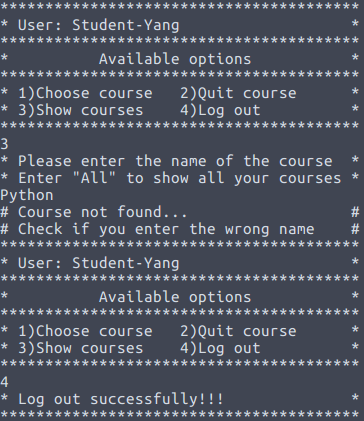 ****************************************
* User: Student-Yang                   *
****************************************
*          Available options           *
****************************************
* 1)Choose course   2)Quit course      *
* 3)Show courses    4)Log out          *
****************************************
3
* Please enter the name of the course  *
* Enter "All" to show all your courses *
Python
# Course not found...                  #
# Check if you enter the wrong name    #
****************************************
* User: Student-Yang                   *
****************************************
*          Available options           *
****************************************
* 1)Choose course   2)Quit course      *
* 3)Show courses    4)Log out          *
****************************************
4
* Log out successfully!!!              *
****************************************